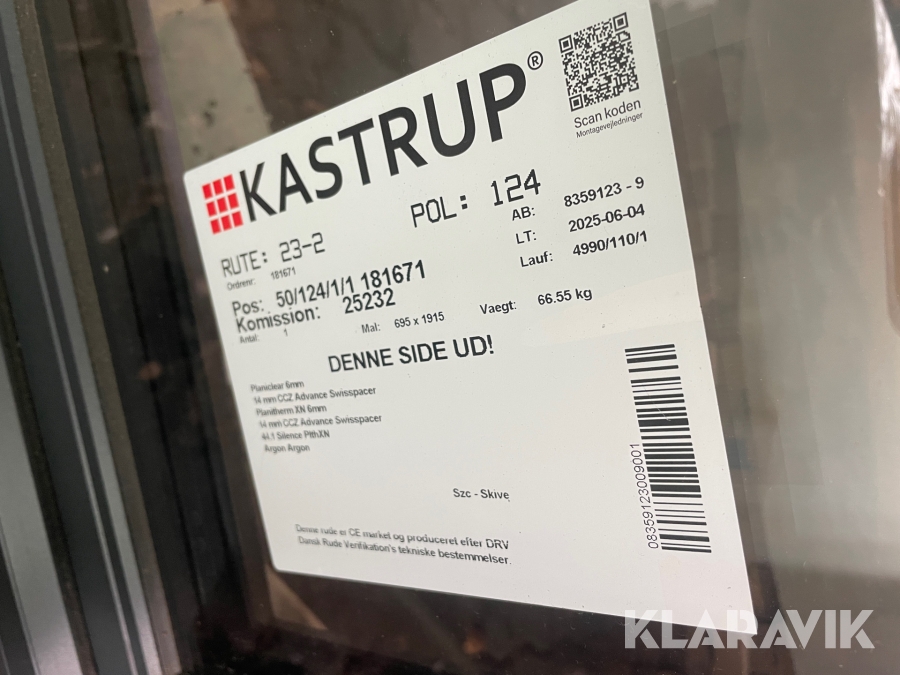 KASTRUP®
Scan koden
Montagevejledninger
RUTE: 23-2
POL: 124
AB: 8359123 - 9
Ordrenr: 181671
LT: 2025-06-04
Pos: 50/124/1/1 181671
Lauf: 4990/110/1
Komission: 25232
Antal: 1
Mal: 695 x 1915
Vaegt: 66.55 kg
DENNE SIDE UD!
Planiclear 6mm
14 mm CCZ Advance Swisspacer
Planitherm XN 6mm
14 mm CCZ Advance Swisspacer
44.1 Silence PlthXN
Argon Argon
Szc - Skive
08359123009001
Denne rude er CE market og produceret efter DRV
Dansk Rude Verifikation's tekniske bestemmelser.
KLARAVIK